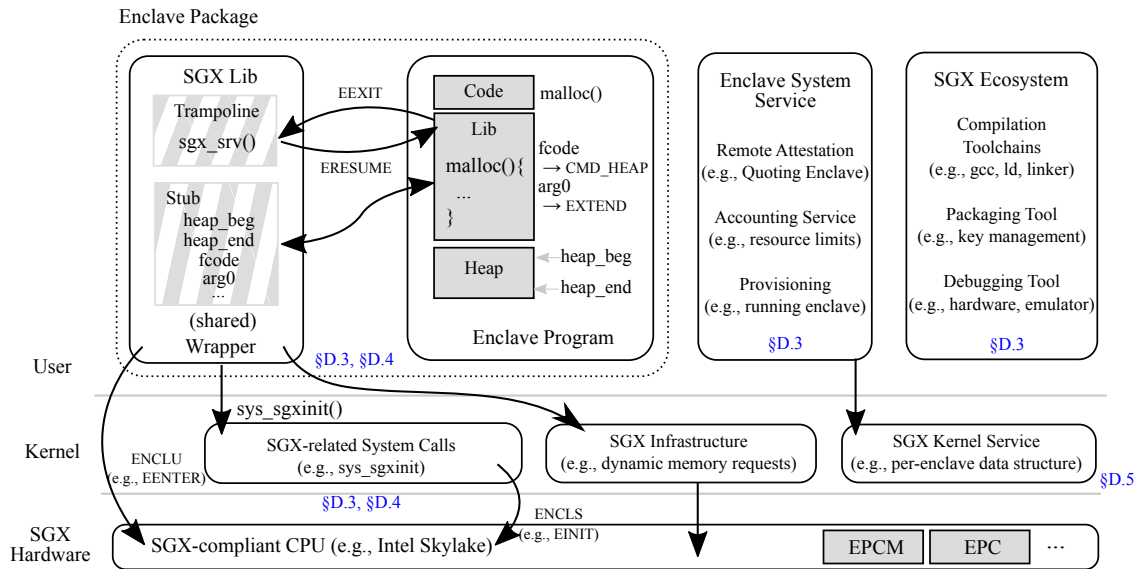 Enclave Package
SGX Lib
Trampoline
sgx_srv()
Stub
heap_beg
heap_end
fcode
arg0
...
(shared)
Wrapper
EEXIT
ERESUME
Code
malloc()
Lib
malloc(){
...
}
fcode
→ CMD_HEAP
arg0
→ EXTEND
Heap
heap_beg
heap_end
Enclave Program
§D.3, §D.4
Enclave System
Service
Remote Attestation
(e.g., Quoting Enclave)
Accounting Service
(e.g., resource limits)
Provisioning
(e.g., running enclave)
§D.3
SGX Ecosystem
Compilation
Toolchains
(e.g., gcc, ld, linker)
Packaging Tool
(e.g., key management)
Debugging Tool
(e.g., hardware, emulator)
§D.3
User
sys_sgxinit()
Kernel
ENCLU
(e.g., EENTER)
SGX-related System Calls
(e.g., sys_sgxinit)
SGX Infrastructure
(e.g., dynamic memory requests)
SGX Kernel Service
(e.g., per-enclave data structure)
§D.5
§D.3, §D.4
ENCLS
(e.g., EINIT)
SGX
Hardware
SGX-compliant CPU (e.g., Intel Skylake)
EPCM
EPC
...